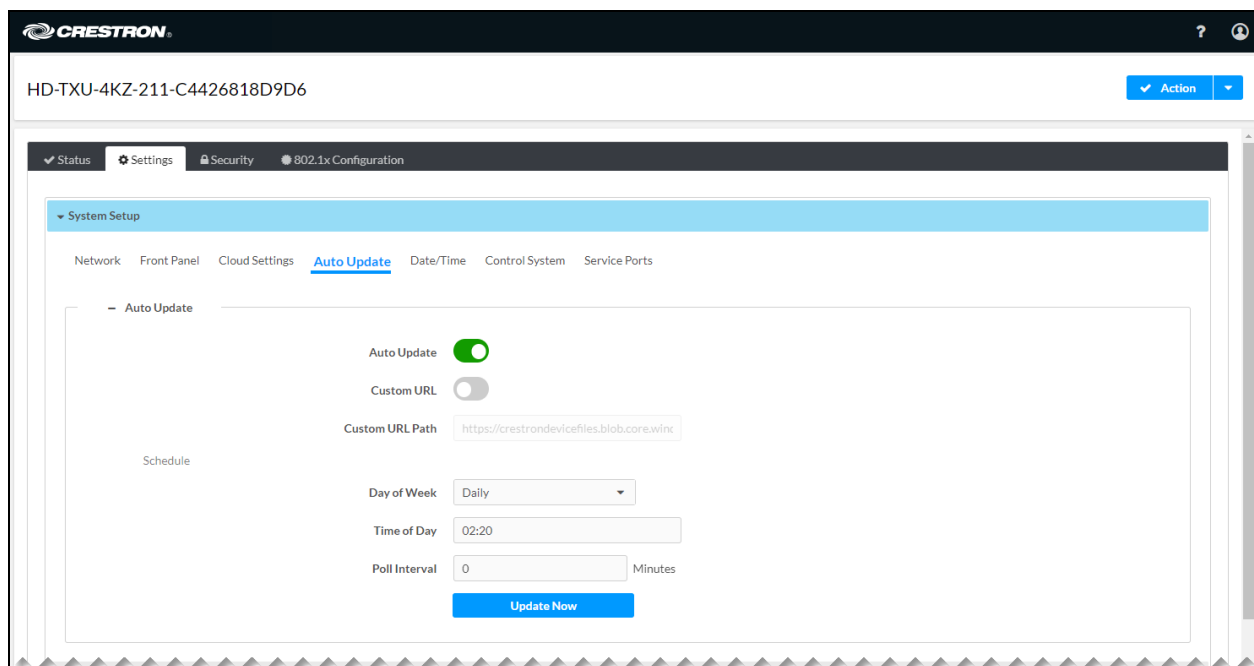 CRESTRON®
?
HD-TXU-4KZ-211-C4426818D9D6
Action
Status Settings Security 802.1x Configuration
System Setup
Network Front Panel Cloud Settings Auto Update Date/Time Control System Service Ports
Auto Update
Auto Update
Custom URL
Custom URL Path https://crestrondevicefiles.blob.core.winc
Schedule
Day of Week Daily
Time of Day 02:20
Poll Interval 0 Minutes
Update Now